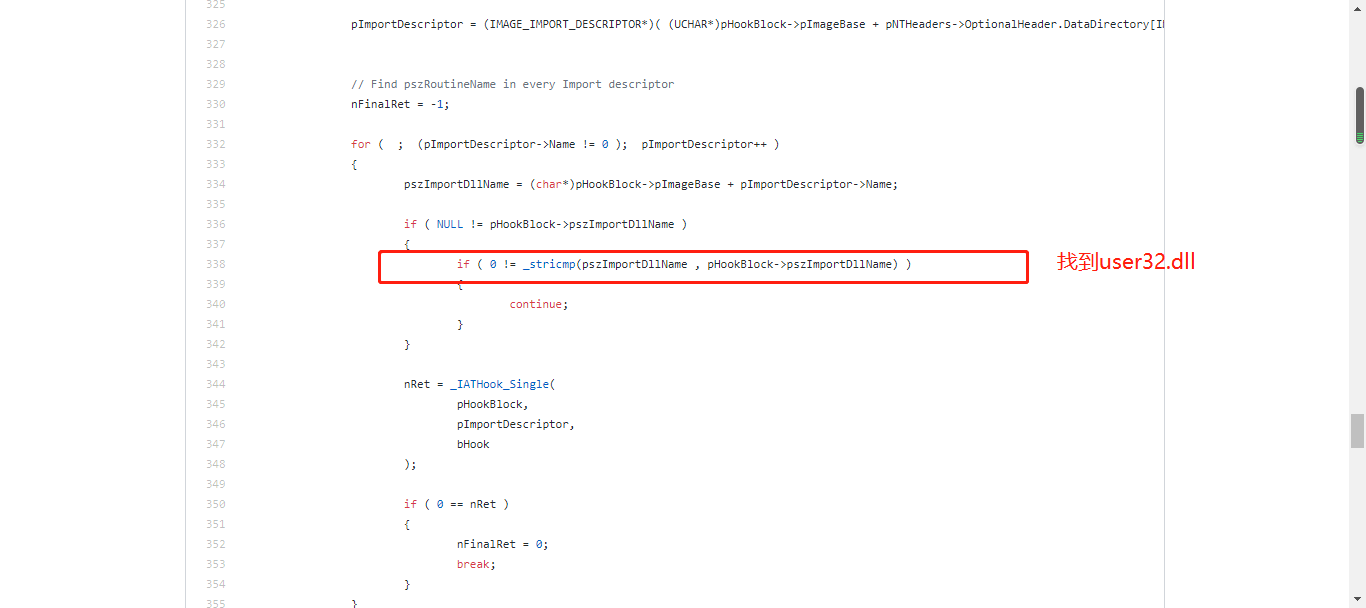 325
326 pImportDescriptor = (IMAGE_IMPORT_DESCRIPTOR*)( (UCHAR*)pHookBlock->pImageBase + pNTHeaders->OptionalHeader.DataDirectory[I
327
328
329 // Find pszRoutineName in every Import descriptor
330 nFinalRet = -1;
331
332 for (  ;  (pImportDescriptor->Name != 0 );  pImportDescriptor++ )
333 {
334 pszImportDllName = (char*)pHookBlock->pImageBase + pImportDescriptor->Name;
335
336 if ( NULL != pHookBlock->pszImportDllName )
337 {
338 if ( 0 != _stricmp(pszImportDllName , pHookBlock->pszImportDllName) ) 找到user32.dll
339 {
340 continue;
341 }
342 }
343
344 nRet = _IATHook_Single(
345 pHookBlock,
346 pImportDescriptor,
347 bHook
348 );
349
350 if ( 0 == nRet )
351 {
352 nFinalRet = 0;
353 break;
354 }
355 }